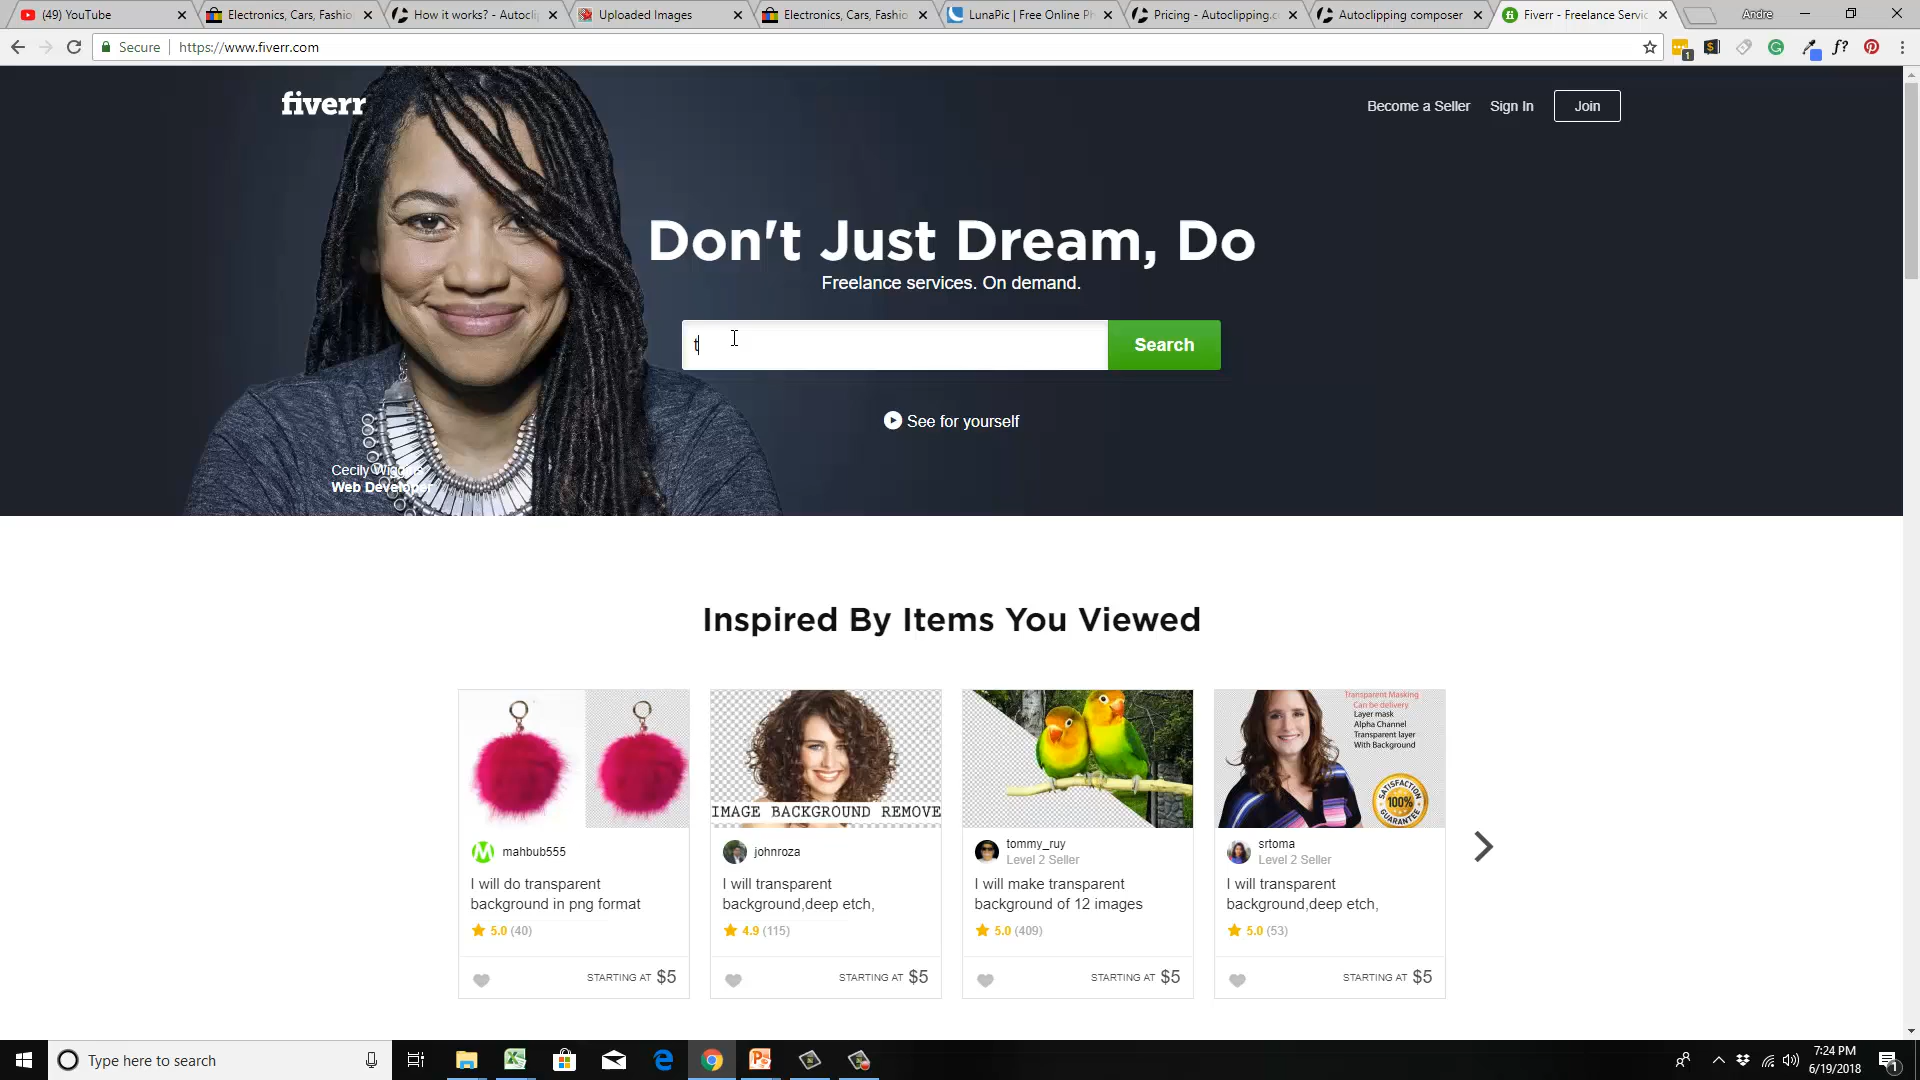 (49) YouTube
Electronics, Cars, Fashio
How it works? - Autocli
Uploaded Images
Electronics, Cars, Fashio
LunaPic | Free Online Ph
Pricing - Autoclipping.c
Autoclipping composer
Fiverr - Freelance Servic
Andre
Secure
https://www.fiverr.com
fiverr
Become a Seller
Sign In
Join
Don't Just Dream, Do
Freelance services. On demand.
t
Search
See for yourself
Cecily
Web Developer
Inspired By Items You Viewed
IMAGE BACKGROUND REMOVE
Transparent Masking
Can be delivery
Layer mask
Alpha Channel
Transparent layer
With Background
SATISFACTION
100%
GUARANTEE
mahbub555
I will do transparent
background in png format
5.0 (40)
STARTING AT $5
johnroza
I will transparent
background,deep etch,
4.9 (115)
STARTING AT $5
tommy_ruy
Level 2 Seller
I will make transparent
background of 12 images
5.0 (409)
STARTING AT $5
srtoma
Level 2 Seller
I will transparent
background,deep etch,
5.0 (53)
STARTING AT $5
Type here to search
7:24 PM
6/19/2018